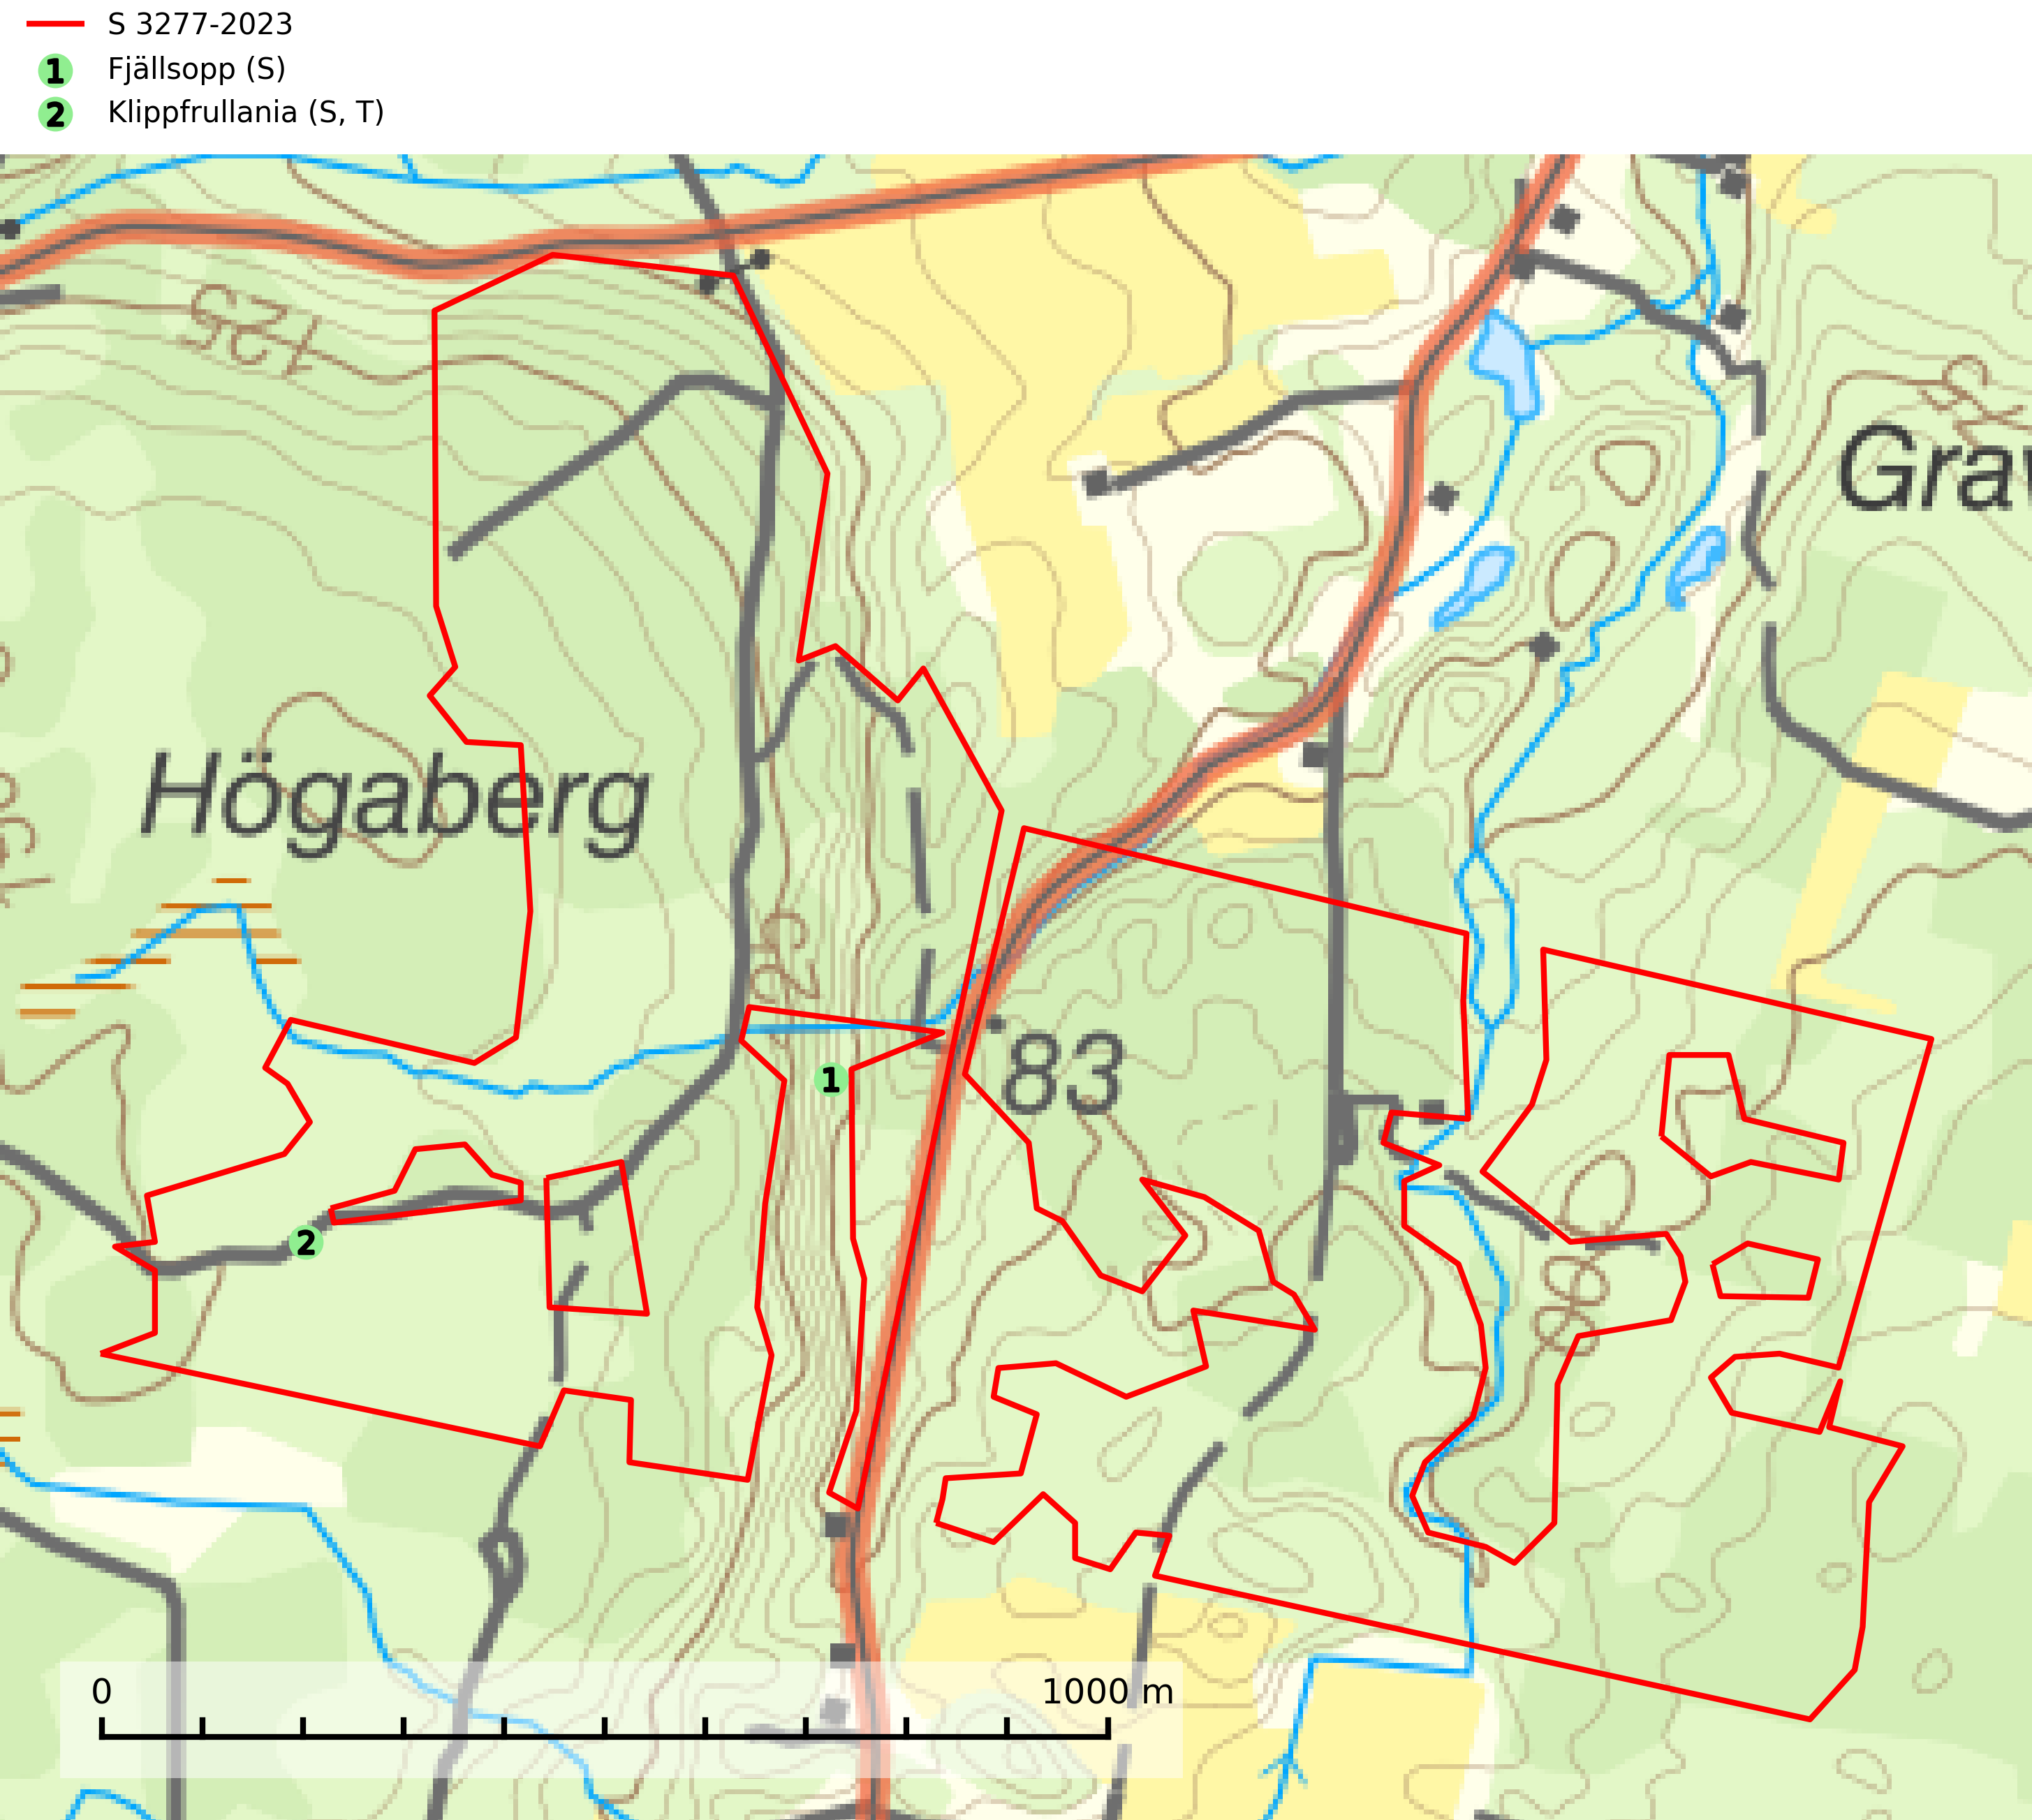 S 3277-2023
1 Fjällsopp (S)
2 Klippfrullania (S, T)
125
Grav
Högaberg
83
1
2
0 1000 m